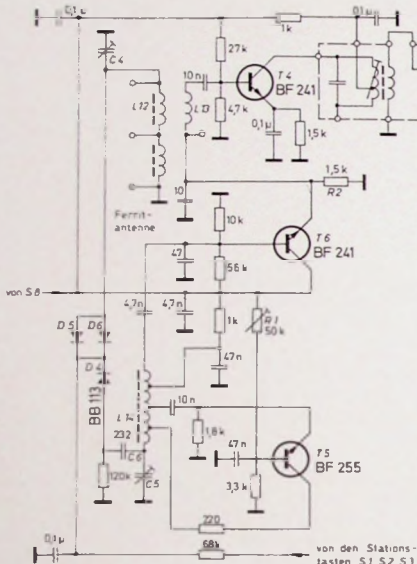 0,1µ
1k
0,1µ
C4
27k
10n
T4
BF 241
L12
L13
4,7k
0,1µ
1,5k
1,5k
R2
10
Ferrit-
antenne
10k
T6
BF 241
47
56k
von S8
4,7n
4,7n
D5
D6
1k
R1
50k
47n
D4
BB 113
L14
10n
1,8k
47n
T5
BF 255
232
C6
120k
C5
3,3k
220
0,1µ
68k
von den Stations-
tasten S1 S2 S3